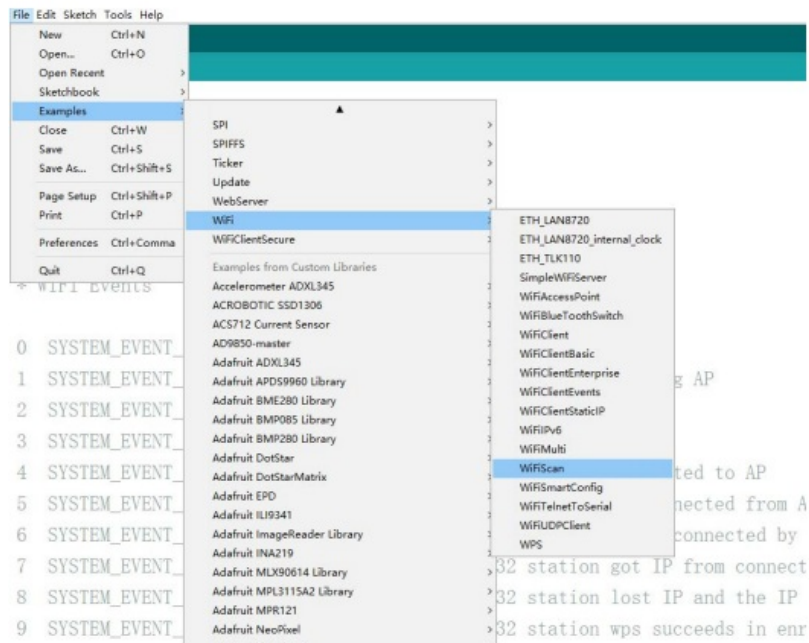 File Edit Sketch Tools Help
New Ctrl+N
Open... Ctrl+O
Open Recent >
Sketchbook >
Examples
Close Ctrl+W
Save Ctrl+S
Save As... Ctrl+Shift+S
Page Setup Ctrl+Shift+P
Print Ctrl+P
Preferences Ctrl+Comma
Quit Ctrl+Q
SPI >
SPIFFS >
Ticker >
Update >
WebServer >
WiFi
WiFiClientSecure
Examples from Custom Libraries
Accelerometer ADXL345
ACROBOTIC SSD1306
ACS712 Current Sensor
AD9850-master
Adafruit ADXL345
Adafruit APDS9960 Library
Adafruit BME280 Library
Adafruit BMP085 Library
Adafruit BMP280 Library
Adafruit DotStar
Adafruit DotStarMatrix
Adafruit EPD
Adafruit ILI9341
Adafruit ImageReader Library
Adafruit INA219
Adafruit MLX90614 Library >
Adafruit MPL3115A2 Library >
Adafruit MPR121 >
Adafruit NeoPixel >
ETH_LAN8720
ETH_LAN8720_internal_clock
ETH_TLK110
SimpleWiFiServer
WiFiAccessPoint
WiFiBlueToothSwitch
WiFiClient
WiFiClientBasic
WiFiClientEnterprise
WiFiClientEvents
WiFiClientStaticIP
WiFiIPv6
WiFiMulti
WiFiScan
WiFiSmartConfig
WiFiTelnetToSerial
WiFiUDPClient
WPS
* WiFi Events
0 SYSTEM_EVENT_
1 SYSTEM_EVENT_ g AP
2 SYSTEM_EVENT_
3 SYSTEM_EVENT_
4 SYSTEM_EVENT_ ted to AP
5 SYSTEM_EVENT_ nected from A
6 SYSTEM_EVENT_ connected by
7 SYSTEM_EVENT_ 32 station got IP from connect
8 SYSTEM_EVENT_ 32 station lost IP and the IP
9 SYSTEM_EVENT_ 32 station wps succeeds in enr